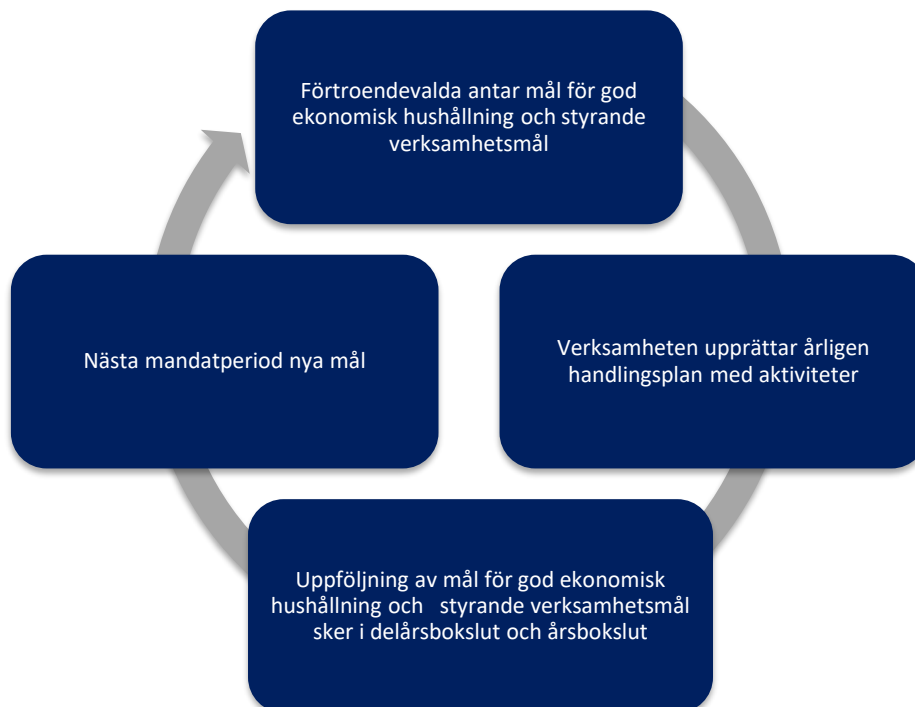 Förtroendevalda antar mål för god
ekonomisk hushållning och styrande
verksamhetsmål
Verksamheten upprättar årligen
handlingsplan med aktiviteter
Uppföljning av mål för god ekonomisk
hushållning och styrande verksamhetsmål
sker i delårsbokslut och årsbokslut
Nästa mandatperiod nya mål